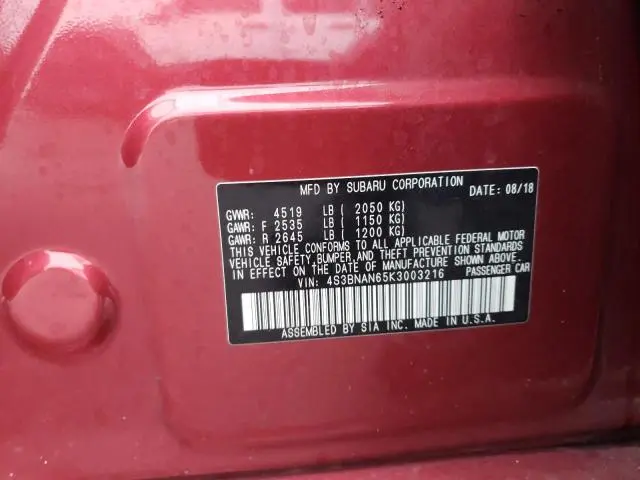 MFD BY SUBARU CORPORATION DATE: 08/18
GVWR: 4519 LB ( 2050 KG)
GAWR: F 2535 LB ( 1150 KG)
GAWR: R 2645 LB ( 1200 KG)
THIS VEHICLE CONFORMS TO ALL APPLICABLE FEDERAL MOTOR
VEHICLE SAFETY, BUMPER, AND THEFT PREVENTION STANDARDS
IN EFFECT ON THE DATE OF MANUFACTURE SHOWN ABOVE.
VIN: 4S3BNAN65K3003216 PASSENGER CAR
ASSEMBLED BY SIA INC. MADE IN U.S.A.